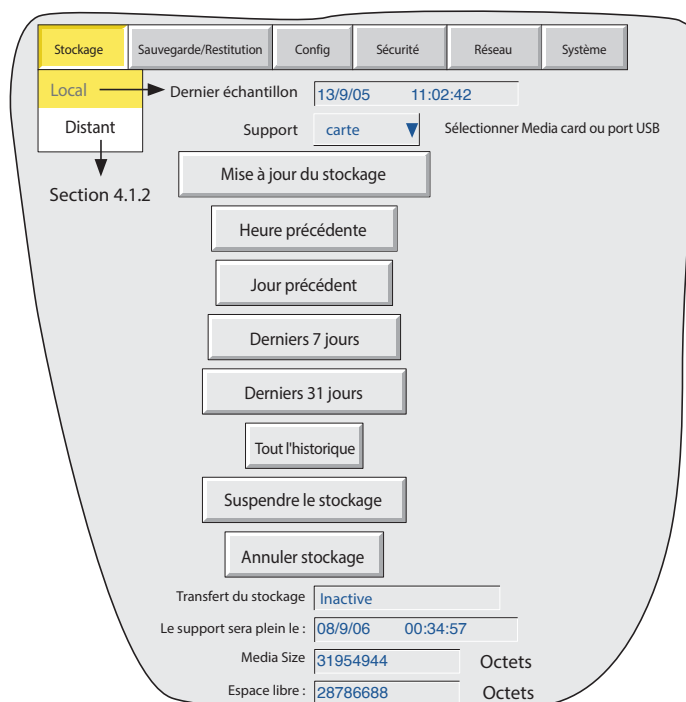 Stockage Sauvegarde/Restitution Config Sécurité Réseau Système
Local Dernier échantillon 13/9/05 11:02:42
Distant Support carte Sélectionner Media card ou port USB
Section 4.1.2
Mise à jour du stockage
Heure précédente
Jour précédent
Derniers 7 jours
Derniers 31 jours
Tout l'historique
Suspendre le stockage
Annuler stockage
Transfert du stockage Inactive
Le support sera plein le : 08/9/06 00:34:57
Media Size 31954944 Octets
Espace libre : 28786688 Octets